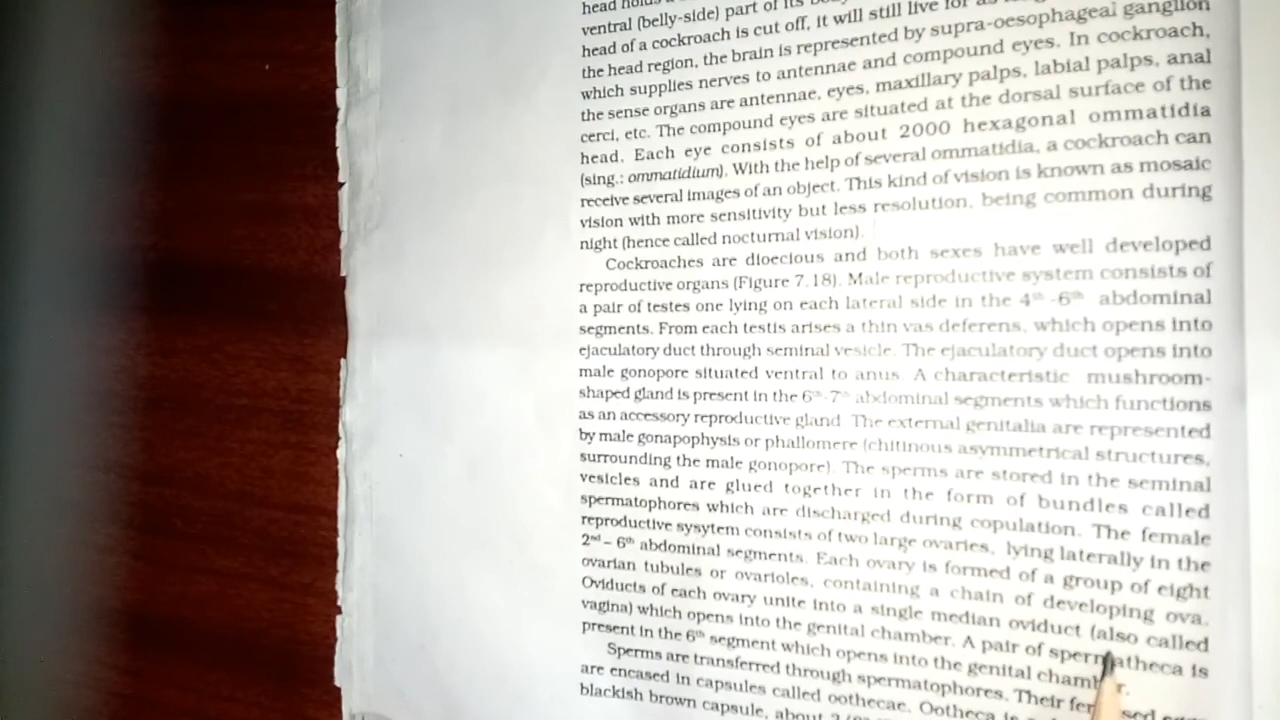 head
ventral (belly-side) part of its
head of a cockroach is cut off, it will still live for as
the head region, the brain is represented by supra-oesophageal ganglion
which supplies nerves to antennae and compound eyes. In cockroach,
the sense organs are antennae, eyes, maxillary palps, labial palps, anal
cerci, etc. The compound eyes are situated at the dorsal surface of the
head. Each eye consists of about 2000 hexagonal ommatidia
(sing.: ommatidium). With the help of several ommatidia, a cockroach can
receive several images of an object. This kind of vision is known as mosaic
vision with more sensitivity but less resolution, being common during
night (hence called nocturnal vision).
Cockroaches are dioecious and both sexes have well developed
reproductive organs (Figure 7.18). Male reproductive system consists of
a pair of testes one lying on each lateral side in the 4th -6th abdominal
segments. From each testis arises a thin vas deferens, which opens into
ejaculatory duct through seminal vesicle. The ejaculatory duct opens into
male gonopore situated ventral to anus. A characteristic mushroom-
shaped gland is present in the 6th-7th abdominal segments which functions
as an accessory reproductive gland. The external genitalia are represented
by male gonapophysis or phallomere (chitinous asymmetrical structures,
surrounding the male gonopore). The sperms are stored in the seminal
vesicles and are glued together in the form of bundles called
spermatophores which are discharged during copulation. The female
reproductive sysytem consists of two large ovaries, lying laterally in the
2nd – 6th abdominal segments. Each ovary is formed of a group of eight
ovarian tubules or ovarioles, containing a chain of developing ova.
Oviducts of each ovary unite into a single median oviduct (also called
vagina) which opens into the genital chamber. A pair of spermatheca is
present in the 6th segment which opens into the genital chamber.
Sperms are transferred through spermatophores. Their
are encased in capsules called oothecae. Ootheca is
blackish brown capsule, about